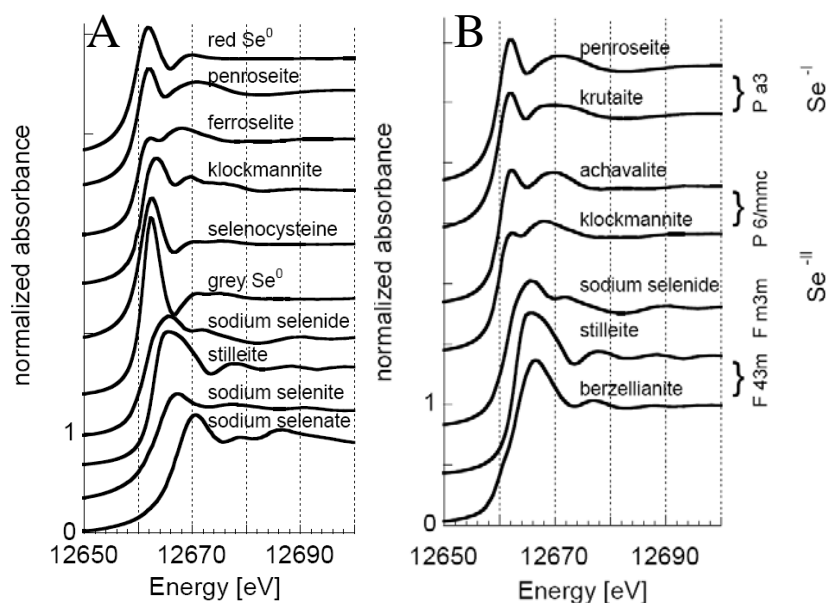 A
red Se⁰
penroseite
ferroselite
klockmannite
selenocysteine
grey Se⁰
sodium selenide
stilleite
sodium selenite
sodium selenate
normalized absorbance
1
0
12650 12670 12690
Energy [eV]
B
penroseite
krutaite
achavalite
klockmannite
sodium selenide
stilleite
berzellianite
normalized absorbance
1
0
12650 12670 12690
Energy [eV]
} P a3
} P 6/mmc
F m3m
} F 43m
Se⁻ᴵ
Se⁻ᴵᴵ